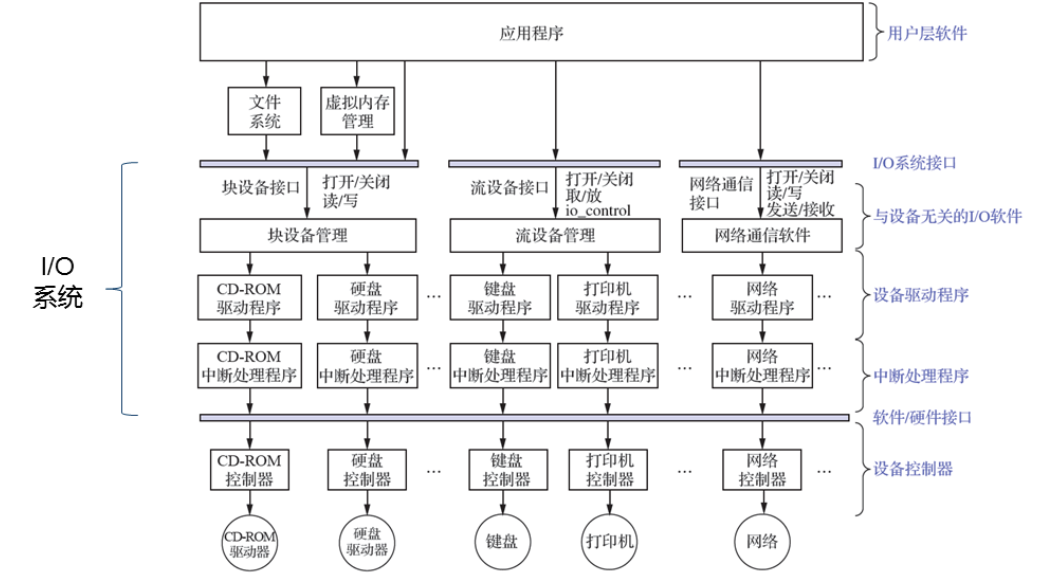 应用程序
用户层软件
文件
系统
虚拟内存
管理
I/O系统接口
块设备接口
打开/关闭
读/写
流设备接口
打开/关闭
取/放
io_control
网络通信
接口
打开/关闭
读/写
发送/接收
与设备无关的I/O软件
块设备管理
流设备管理
网络通信软件
I/O
系统
CD-ROM
驱动程序
硬盘
驱动程序
…
键盘
驱动程序
打印机
驱动程序
…
网络
驱动程序
…
设备驱动程序
CD-ROM
中断处理程序
硬盘
中断处理程序
…
键盘
中断处理程序
打印机
中断处理程序
…
网络
中断处理程序
…
中断处理程序
软件/硬件接口
CD-ROM
控制器
硬盘
控制器
…
键盘
控制器
打印机
控制器
…
网络
控制器
…
设备控制器
CD-ROM
驱动器
硬盘
驱动器
键盘
打印机
网络